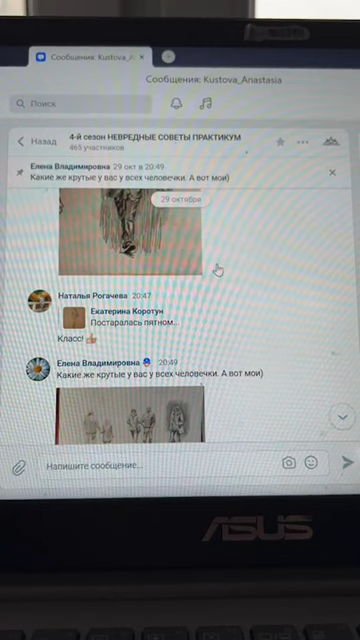 Сообщения: Kustova_A
Сообщения: Kustova_Anastasia
Поиск
Назад
4-й сезон НЕВРЕДНЫЕ СОВЕТЫ ПРАКТИКУМ
465 участников
Елена Владимировна 29 окт в 20:49
Какие же крутые у вас у всех человечки. А вот мои)
29 октября
Наталья Рогачева 20:47
Екатерина Коротун
Постаралась пятном...
Класс!
Елена Владимировна 20:49
Какие же крутые у вас у всех человечки. А вот мои)
Напишите сообщение...
ASUS